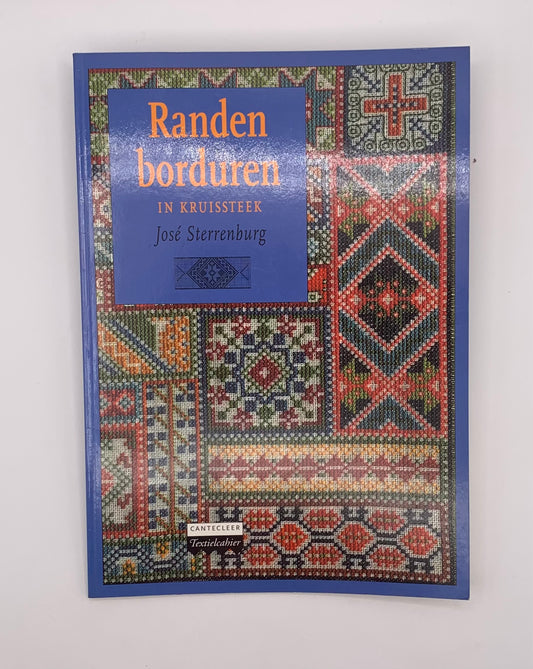 Randen
borduren
IN KRUISSTEEK
José Sterrenburg
CANTECLEER
Textielcahier